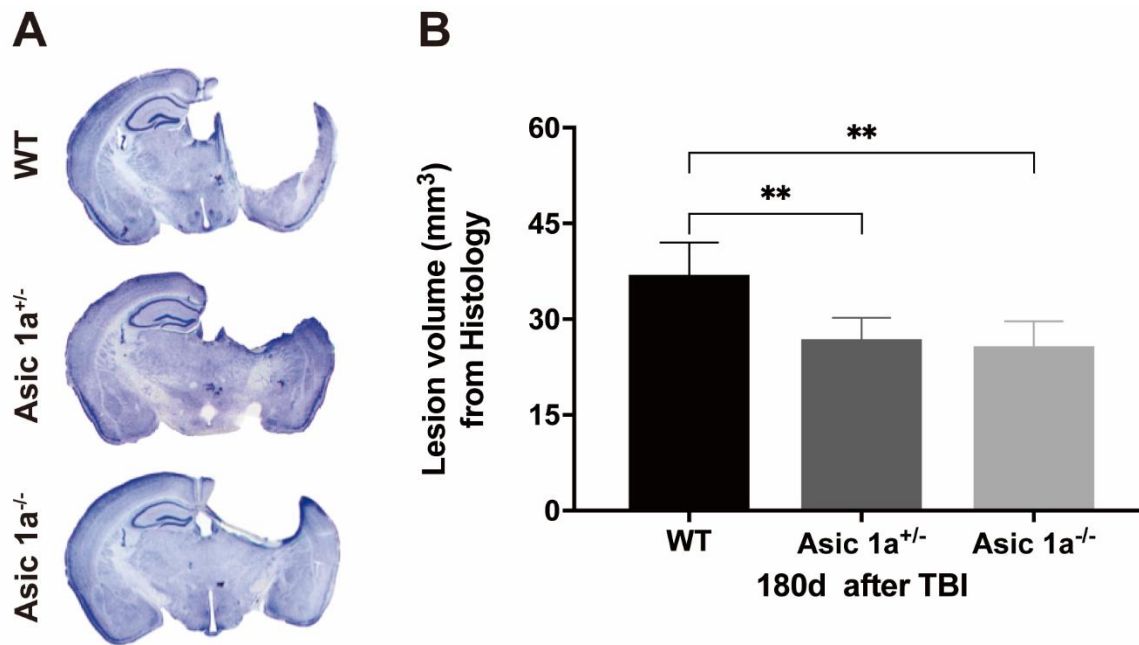 A
WT
Asic 1a+/-
Asic 1a-/-
B
Lesion volume (mm3)
from Histology
60
45
30
15
0
**
**
WT
Asic 1a+/-
Asic 1a-/-
180d after TBI